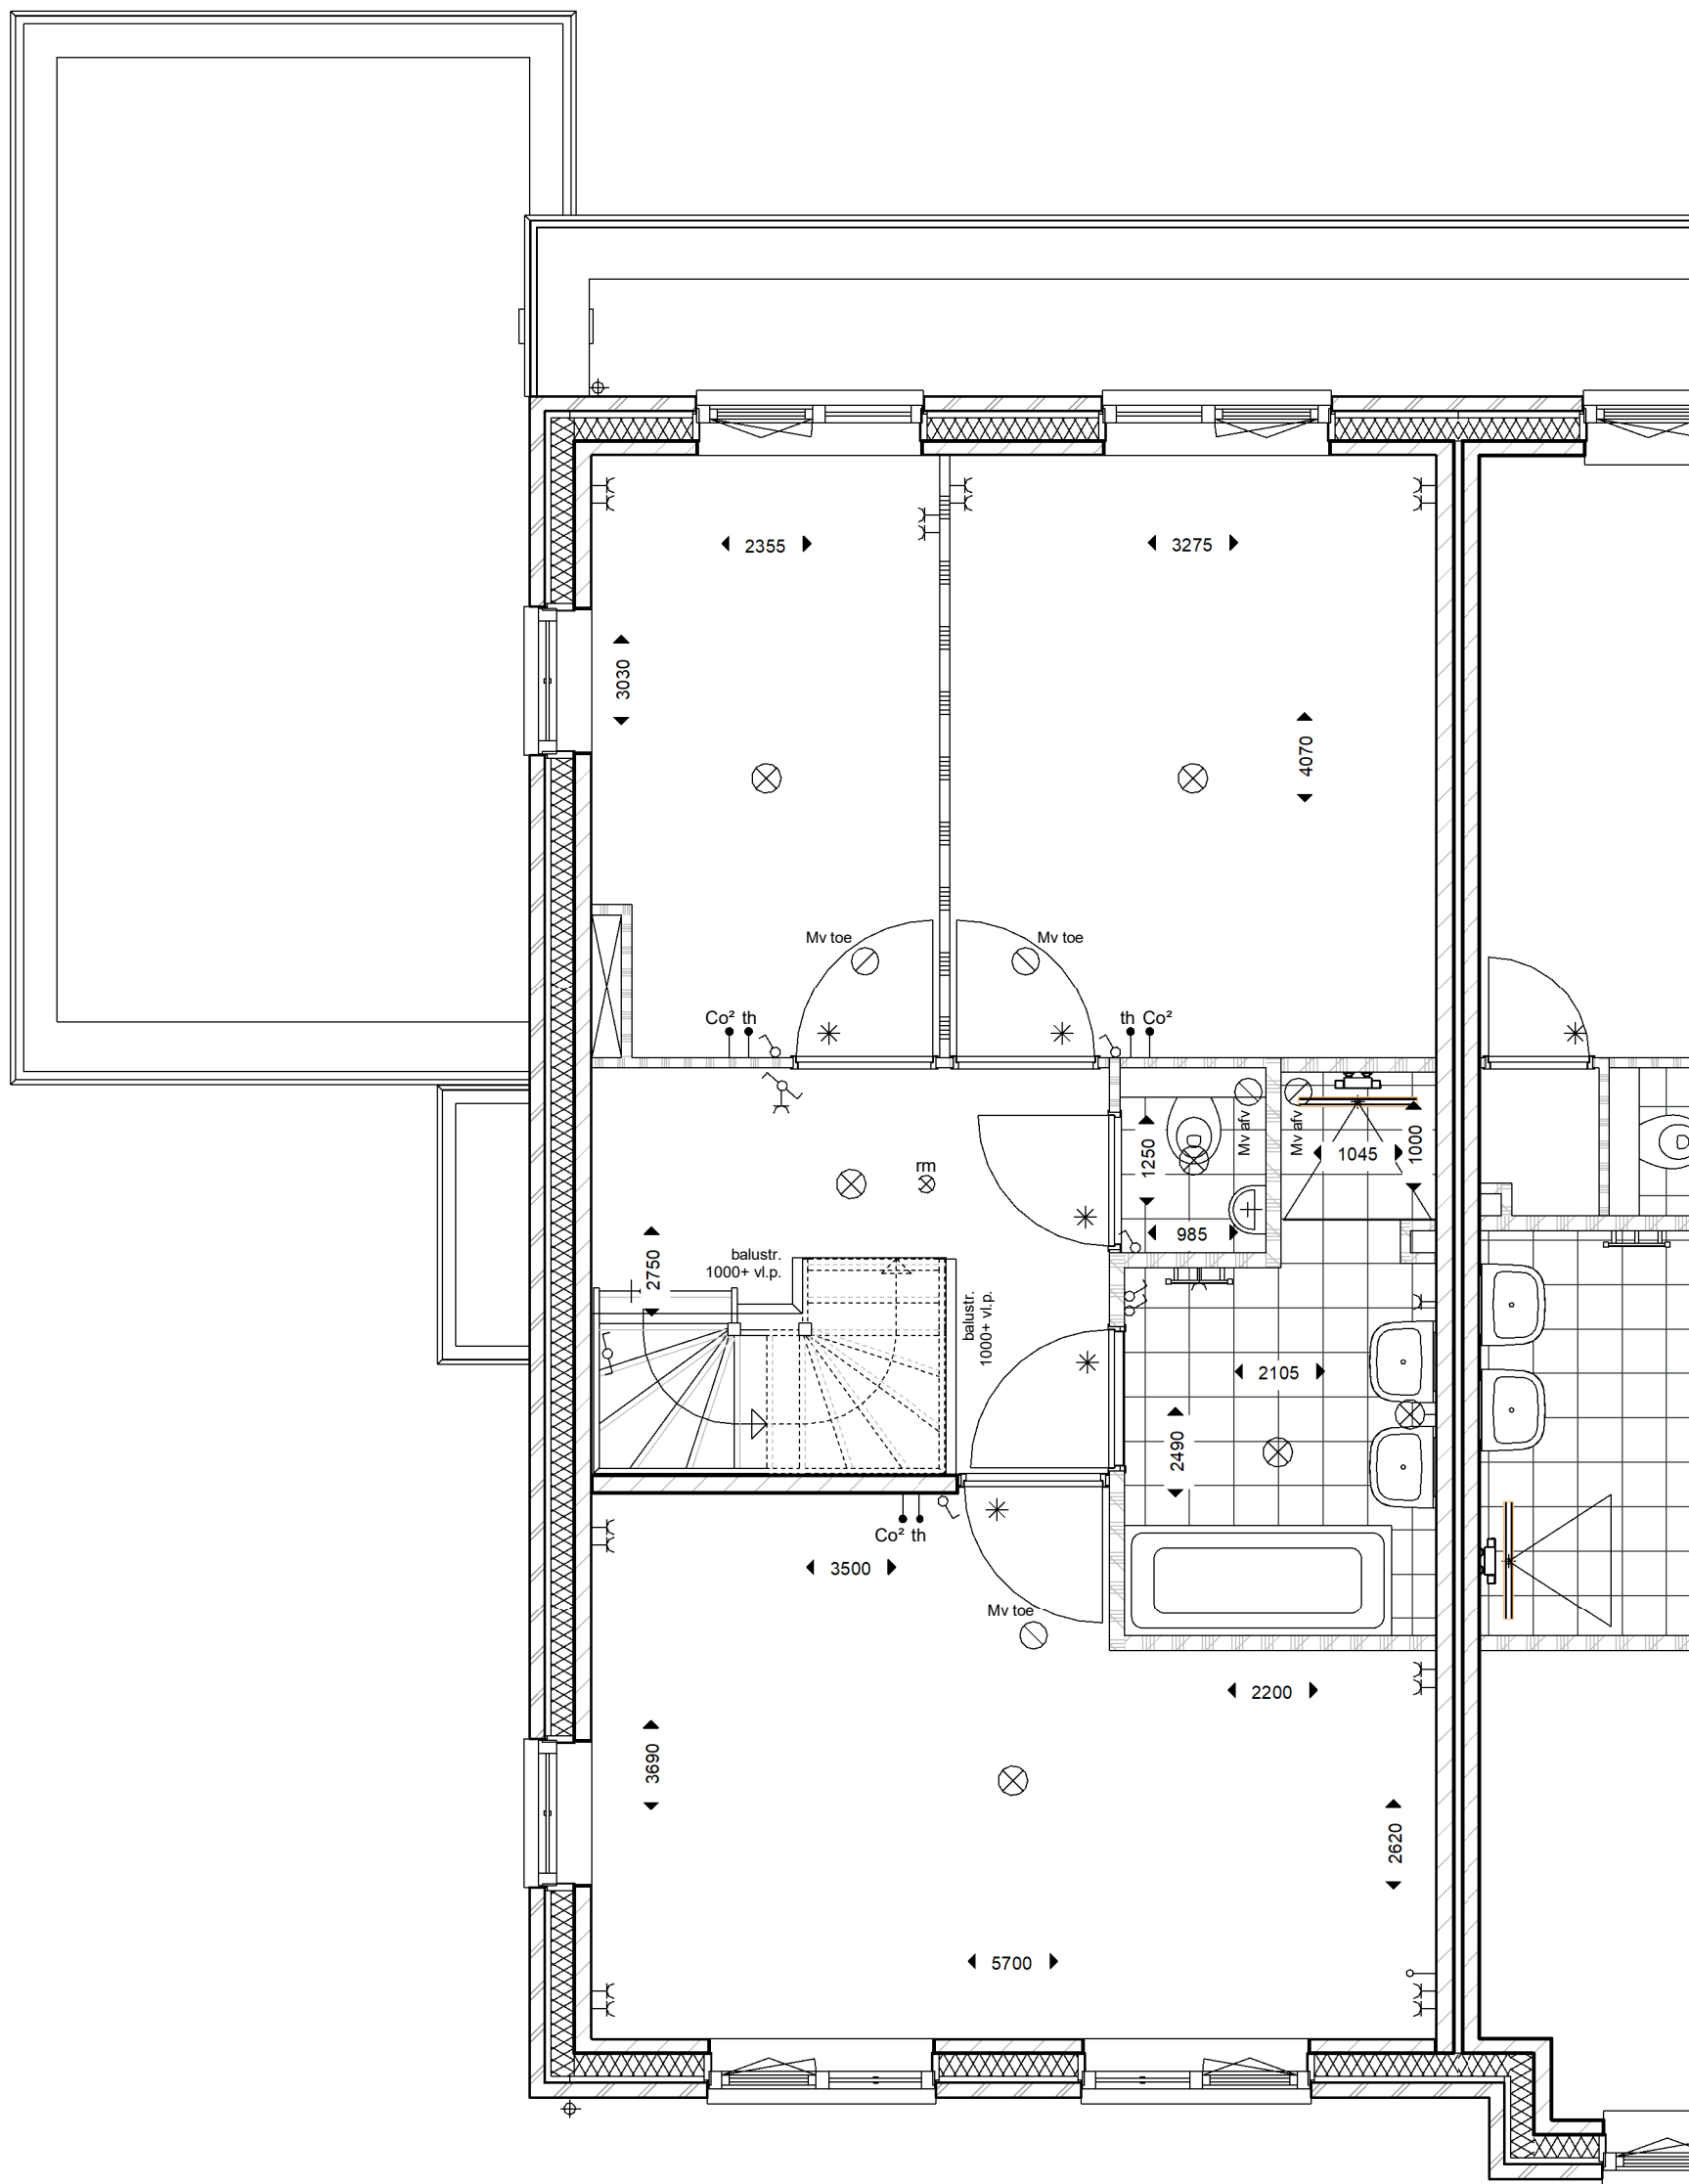 2355
3275
3030
4070
Mv toe
Mv toe
Co² th
th Co²
Mv afv
Mv afv
1000
1250
1045
rm
985
balustr.
1000+ vl.p.
2750
balustr.
1000+ vl.p.
2105
2490
Co² th
3500
Mv toe
2200
3690
2620
5700